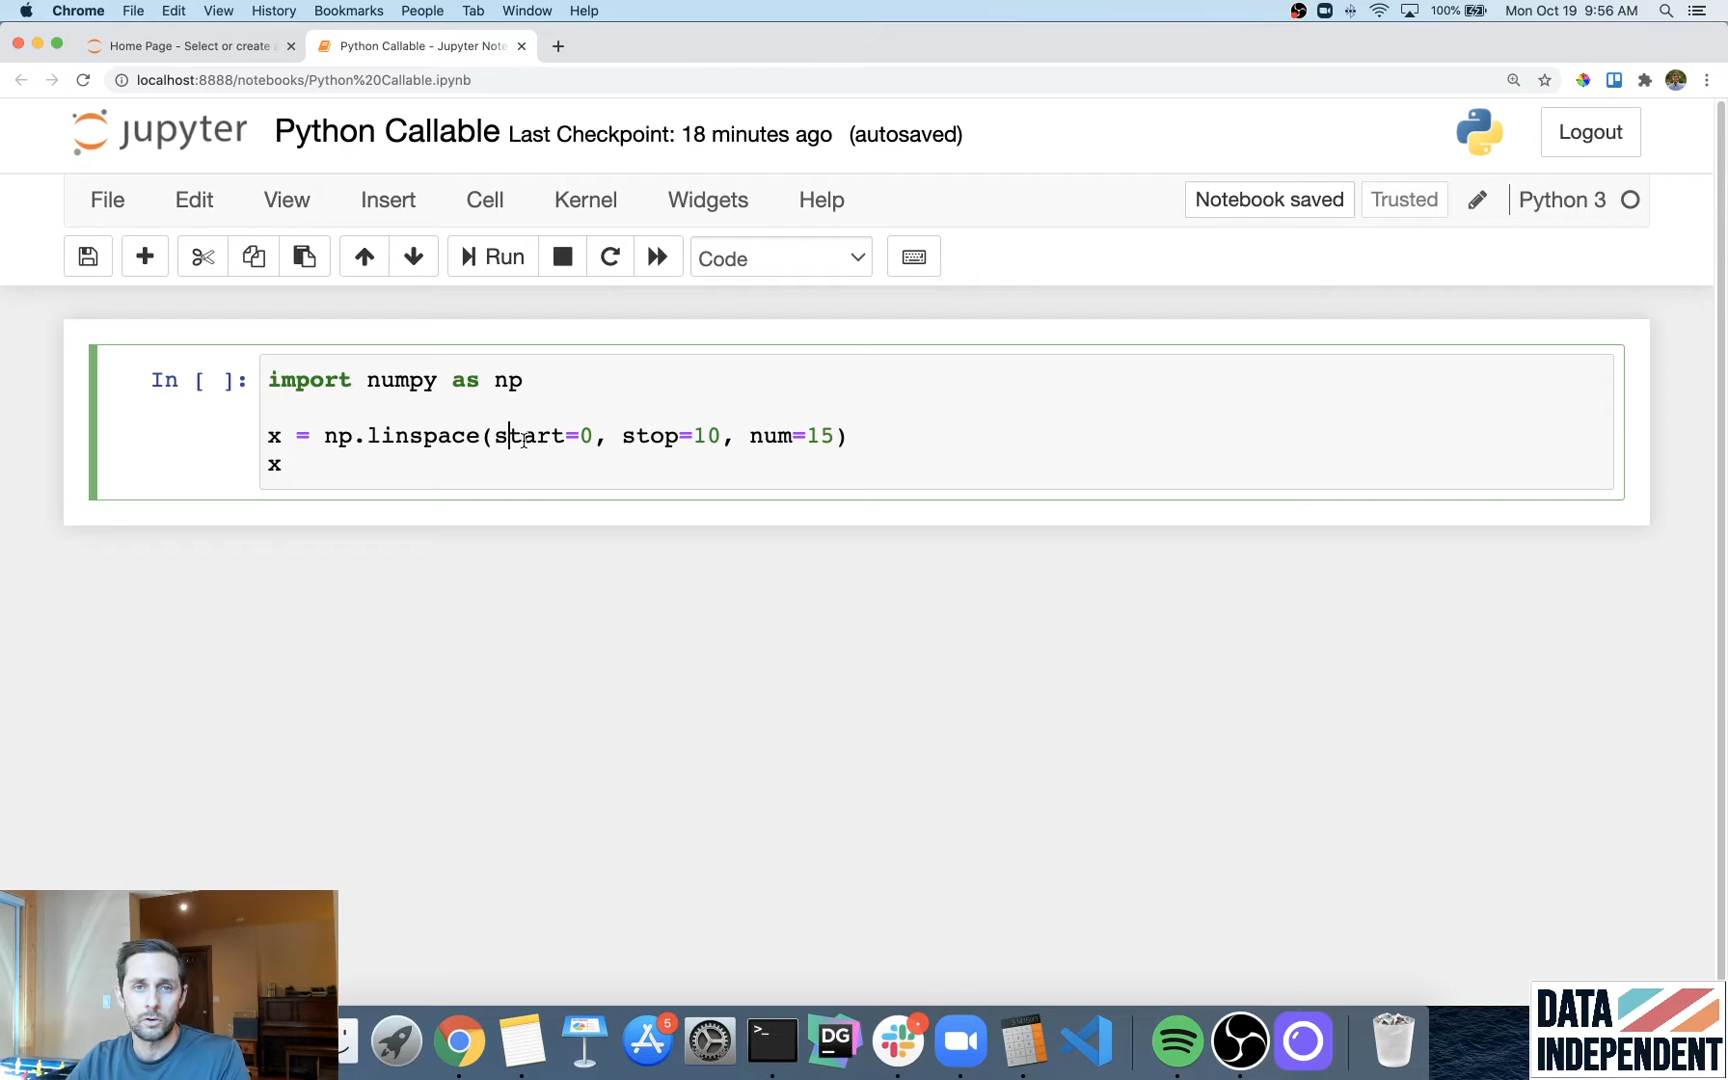 Chrome File Edit View History Bookmarks People Tab Window Help 100% Mon Oct 19 9:56 AM
Home Page - Select or create a Python Callable - Jupyter Note
localhost:8888/notebooks/Python%20Callable.ipynb
jupyter Python Callable Last Checkpoint: 18 minutes ago (autosaved) Logout
File Edit View Insert Cell Kernel Widgets Help Notebook saved Trusted Python 3
Run Code
In [ ]: import numpy as np
x = np.linspace(start=0, stop=10, num=15)
x
5
>_
DG
DATA
INDEPENDENT